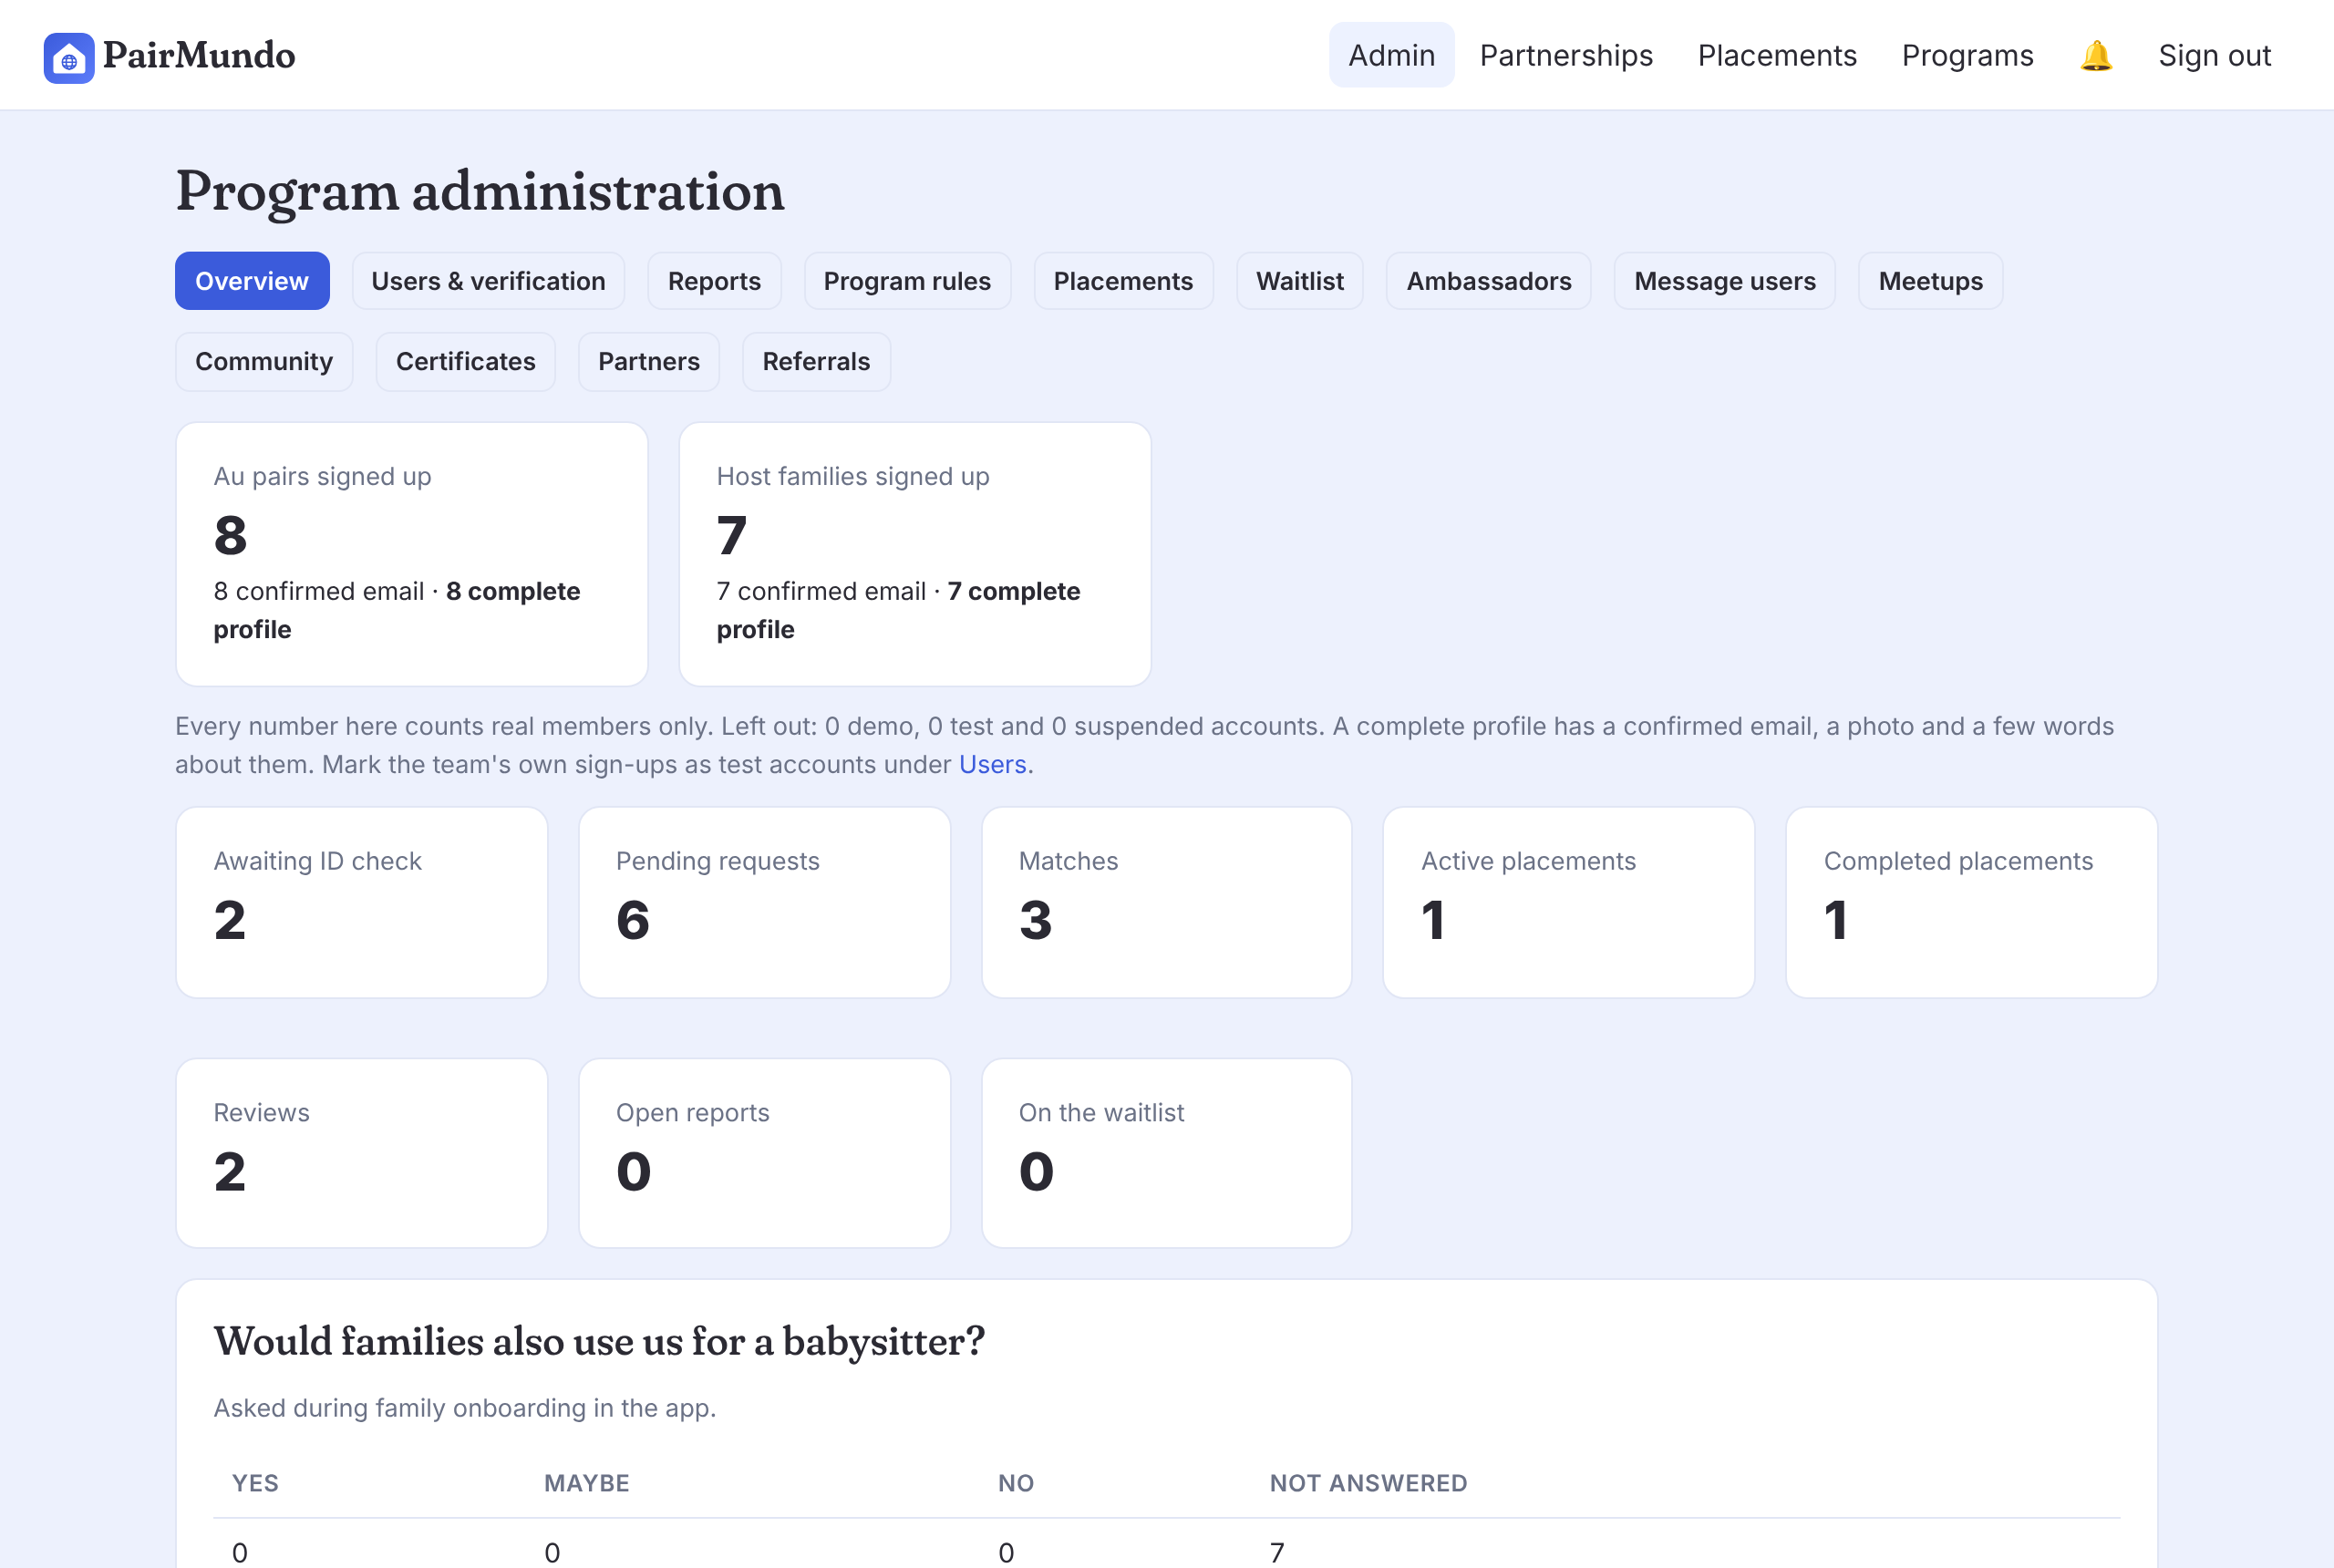 PairMundo
Admin Partnerships Placements Programs 🔔 Sign out
Program administration
Overview Users & verification Reports Program rules Placements Waitlist Ambassadors Message users Meetups
Community Certificates Partners Referrals
Au pairs signed up
8
8 confirmed email · 8 complete
profile
Host families signed up
7
7 confirmed email · 7 complete
profile
Every number here counts real members only. Left out: 0 demo, 0 test and 0 suspended accounts. A complete profile has a confirmed email, a photo and a few words
about them. Mark the team's own sign-ups as test accounts under Users.
Awaiting ID check
2
Pending requests
6
Matches
3
Active placements
1
Completed placements
1
Reviews
2
Open reports
0
On the waitlist
0
Would families also use us for a babysitter?
Asked during family onboarding in the app.
YES MAYBE NO NOT ANSWERED
0 0 0 7